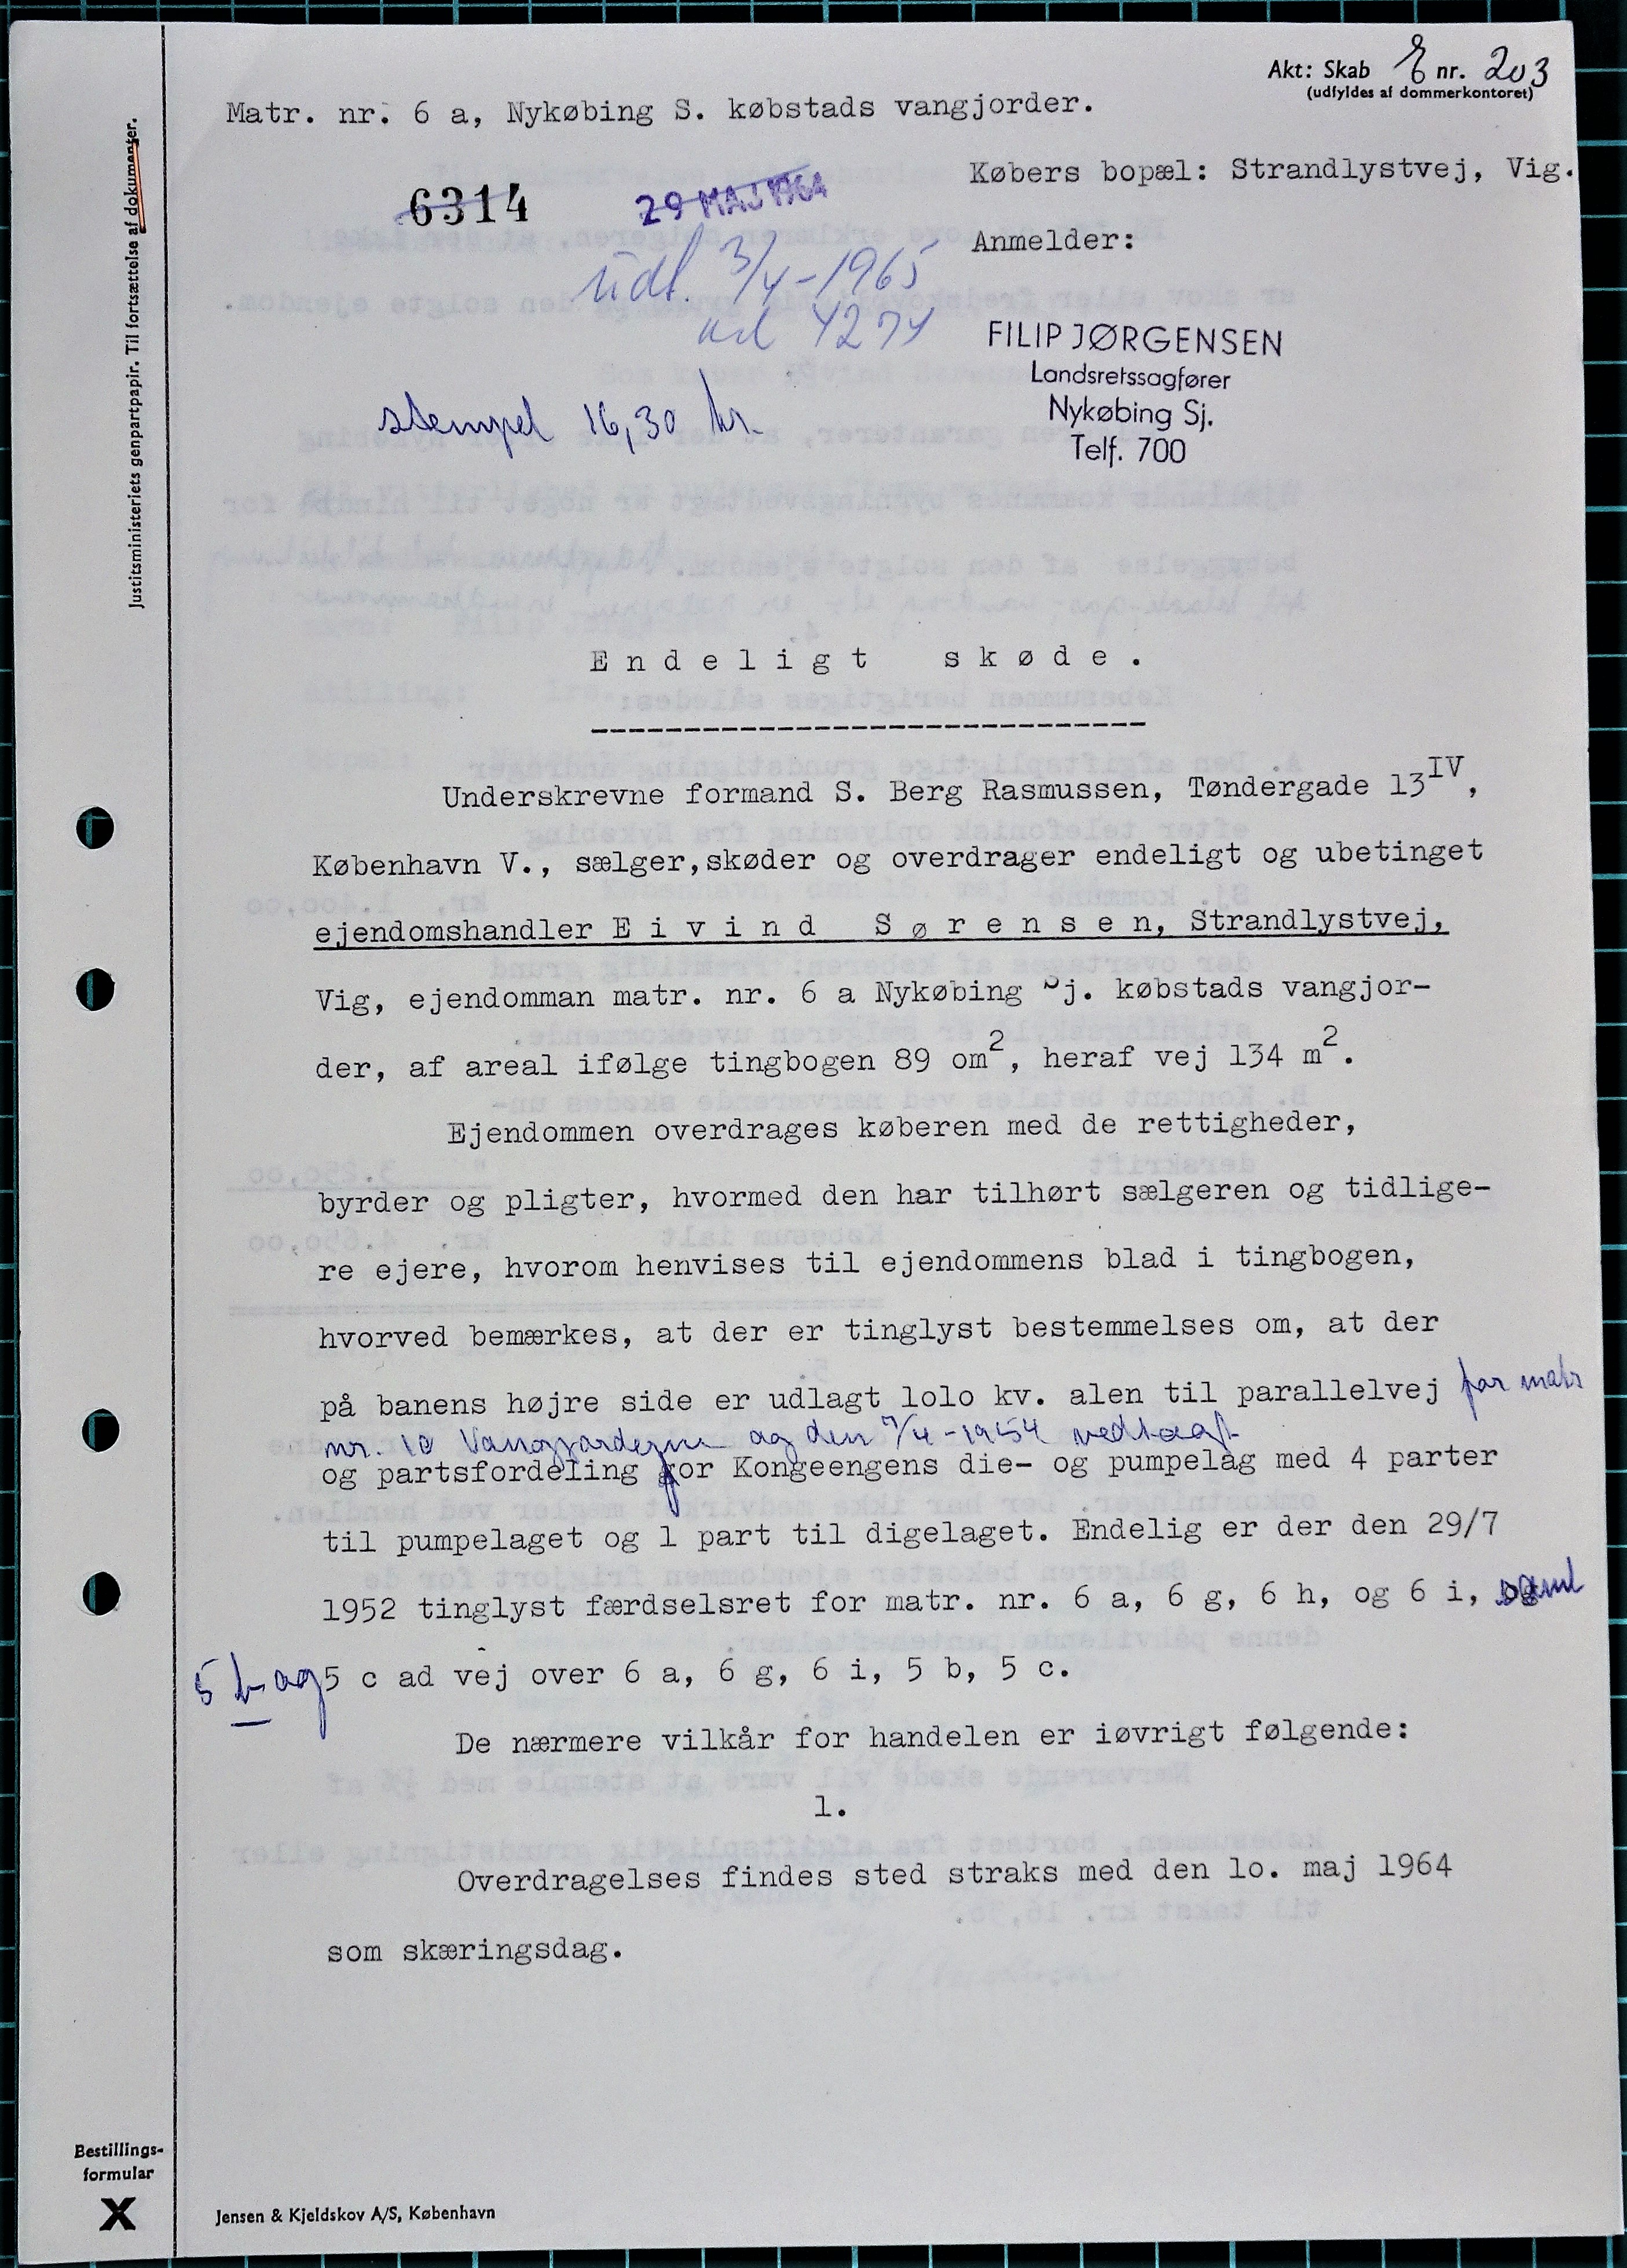 Akt: Skab E nr. 203
(udfyldes af dommerkontoret)
Matr. nr. 6 a, Nykøbing S. købstads vangjorder.
Købers bopæl: Strandlystvej, Vig.
6314 29 MAJ 1964
Anmelder:
udl. 3/4-1965
4274
FILIP JØRGENSEN
Landsretssagfører
Nykøbing Sj.
Telf. 700
stempel 16,30 kr.
Justitsministeriets genpartpapir. Til fortsættelse af dokumenter.
Endeligt skøde.
Underskrevne formand S. Berg Rasmussen, Tøndergade 13 IV,
København V., sælger,skøder og overdrager endeligt og ubetinget
ejendomshandler Eivind Sørensen, Strandlystvej,
Vig, ejendomman matr. nr. 6 a Nykøbing Sj. købstads vangjor-
der, af areal ifølge tingbogen 89 om2, heraf vej 134 m2.
Ejendommen overdrages køberen med de rettigheder,
byrder og pligter, hvormed den har tilhørt sælgeren og tidlige-
re ejere, hvorom henvises til ejendommens blad i tingbogen,
hvorved bemærkes, at der er tinglyst bestemmelses om, at der
på banens højre side er udlagt lolo kv. alen til parallelvej for matr
nr. 10 Vangjorderne og den 7/4-1954 vedtægt
og partsfordeling for Kongeengens die- og pumpelag med 4 parter
til pumpelaget og 1 part til digelaget. Endelig er der den 29/7
1952 tinglyst færdselsret for matr. nr. 6 a, 6 g, 6 h, og 6 i, samt
5 b og 5 c ad vej over 6 a, 6 g, 6 i, 5 b, 5 c.
De nærmere vilkår for handelen er iøvrigt følgende:
1.
Overdragelses findes sted straks med den lo. maj 1964
som skæringsdag.
Bestillings-
formular
X
Jensen & Kjeldskov A/S, København